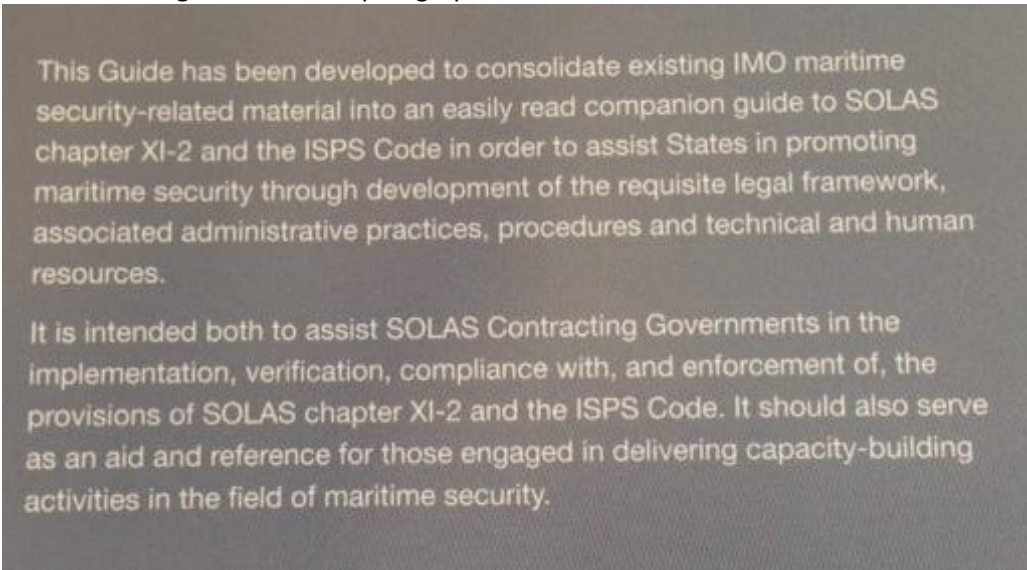 This Guide has been developed to consolidate existing IMO maritime
security-related material into an easily read companion guide to SOLAS
chapter XI-2 and the ISPS Code in order to assist States in promoting
maritime security through development of the requisite legal framework,
associated administrative practices, procedures and technical and human
resources.
It is intended both to assist SOLAS Contracting Governments in the
implementation, verification, compliance with, and enforcement of, the
provisions of SOLAS chapter XI-2 and the ISPS Code. It should also serve
as an aid and reference for those engaged in delivering capacity-building
activities in the field of maritime security.